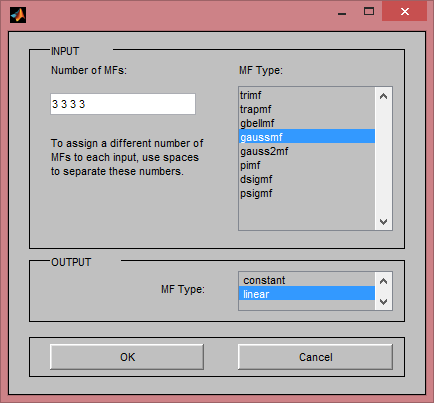 INPUT
Number of MFs:
MF Type:
3 3 3 3
trimf
trapmf
gbellmf
gaussmf
gauss2mf
pimf
dsigmf
psigmf
To assign a different number of
MFs to each input, use spaces
to separate these numbers.
OUTPUT
MF Type:
constant
linear
OK
Cancel